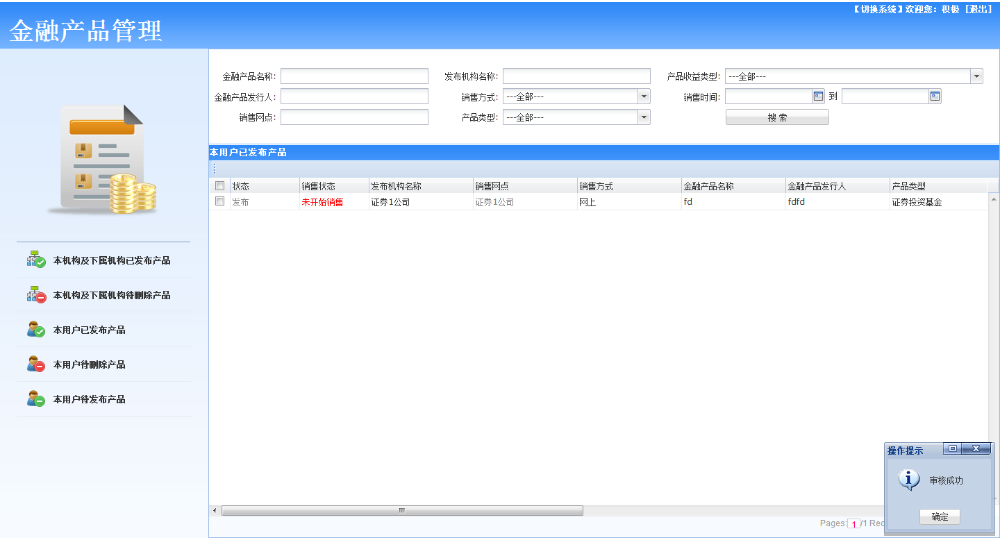 【切换系统】欢迎您：积极 [退出]
金融产品管理
金融产品名称: 发布机构名称: 产品收益类型: ---全部---
金融产品发行人: 销售方式: ---全部--- 销售时间: 到
销售网点: 产品类型: ---全部--- 搜 索
本用户已发布产品
状态 销售状态 发布机构名称 销售网点 销售方式 金融产品名称 金融产品发行人 产品类型
发布 未开始销售 证券1公司 证券1公司 网上 fd fdfd 证券投资基金
本机构及下属机构已发布产品
本机构及下属机构待删除产品
本用户已发布产品
本用户待删除产品
本用户待发布产品
操作提示
审核成功
确定
Pages: 1 /1